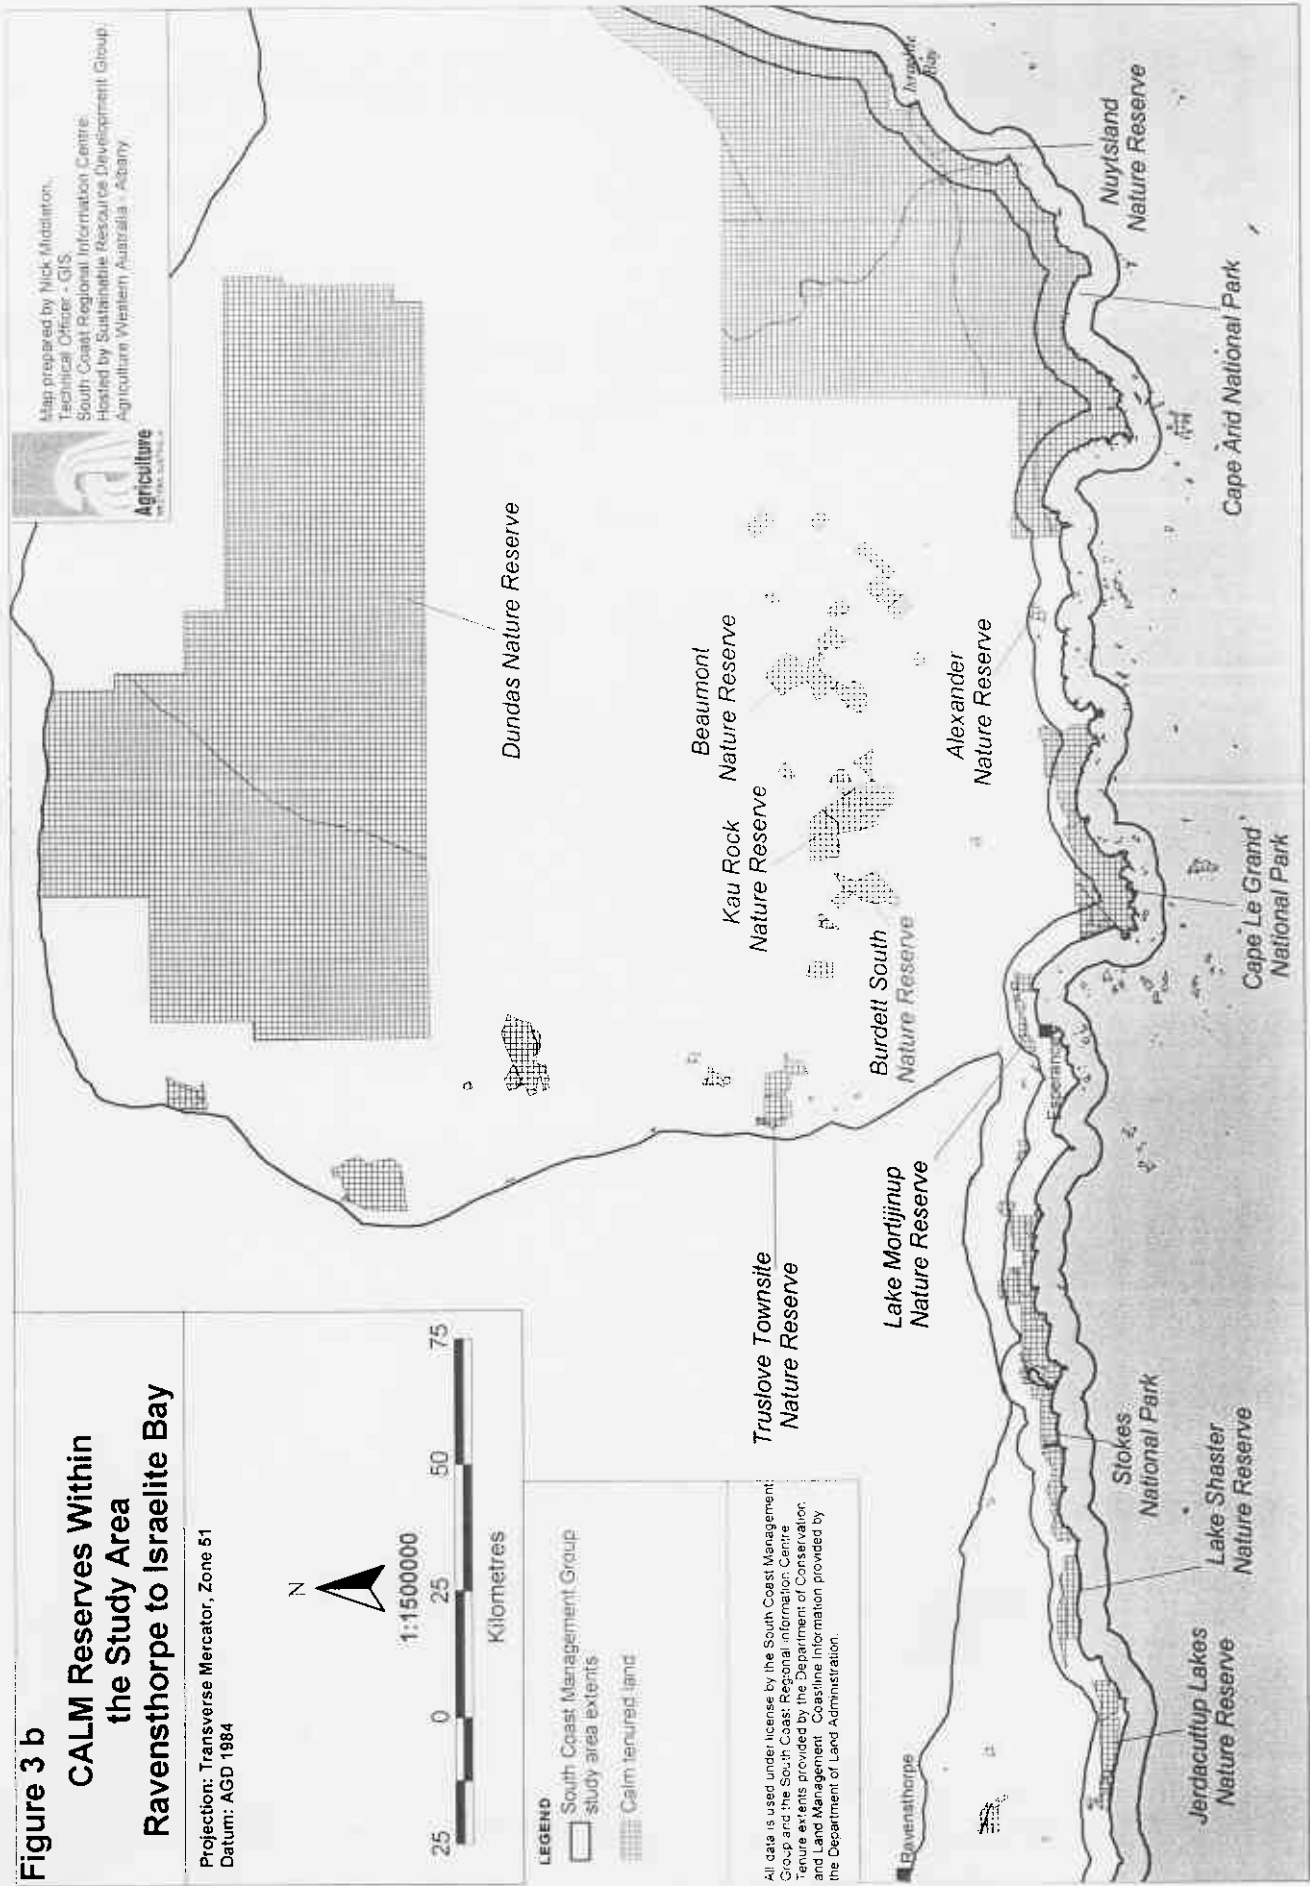 Figure 3 b
CALM Reserves Within
the Study Area
Ravensthorpe to Israelite Bay
Projection: Transverse Mercator, Zone 51
Datum: AGD 1984
N
1:1500000
25
0
25
50
75
Kilometres
LEGEND
South Coast Management Group
study area extents
Calm tenured land
All data is used under license by the South Coast Management
Group and the South Coast Regional Information Centre
Tenure extents provided by the Department of Conservation
and Land Management. Coastline Information provided by
the Department of Land Administration.
Map prepared by Nick Middleton,
Technical Officer - GIS,
South Coast Regional Information Centre.
Hosted by Sustainable Resource Development Group,
Agriculture Western Australia - Albany
Agriculture
Dundas Nature Reserve
Beaumont
Nature Reserve
Kau Rock
Nature Reserve
Burdett South
Nature Reserve
Alexander
Nature Reserve
Truslove Townsite
Nature Reserve
Lake Mortijinup
Nature Reserve
Israelite
Bay
Nuytsland
Nature Reserve
Cape Arid National Park
Cape Le Grand
National Park
Esperance
Stokes
National Park
Lake Shaster
Nature Reserve
Jerdacuttup Lakes
Nature Reserve
Ravensthorpe